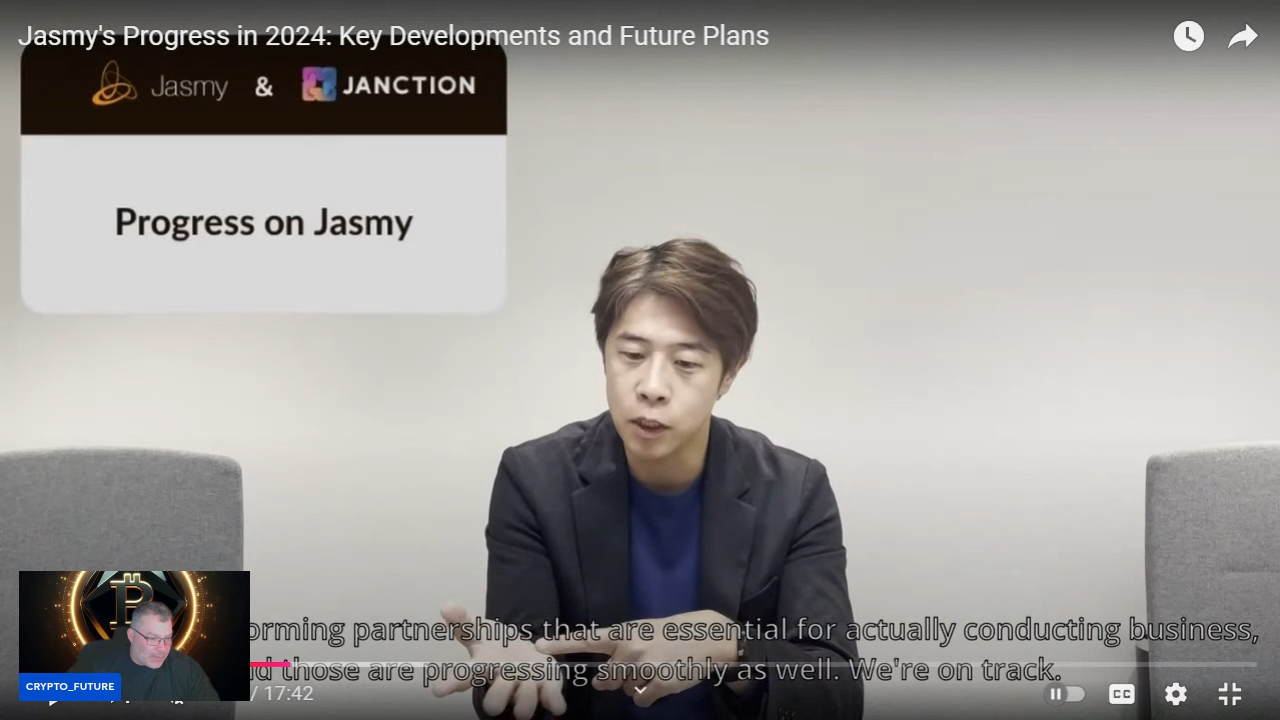 Jasmy's Progress in 2024: Key Developments and Future Plans
Jasmy & JANCTION
Progress on Jasmy
partnerships that are essential for actually conducting business,
those are progressing smoothly as well. We're on track.
CRYPTO_FUTURE
/ 17:42
CC